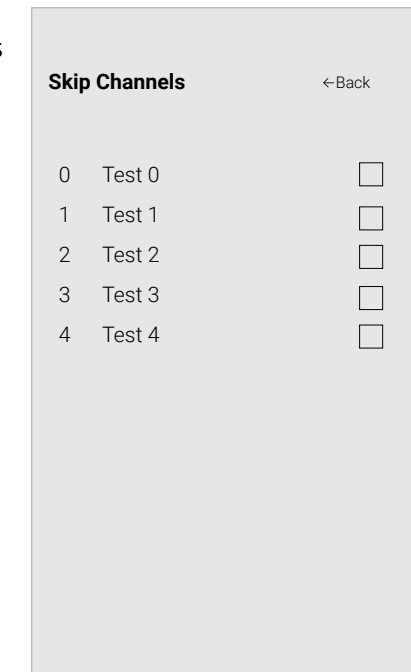 Skip Channels ←Back
0 Test 0
1 Test 1
2 Test 2
3 Test 3
4 Test 4